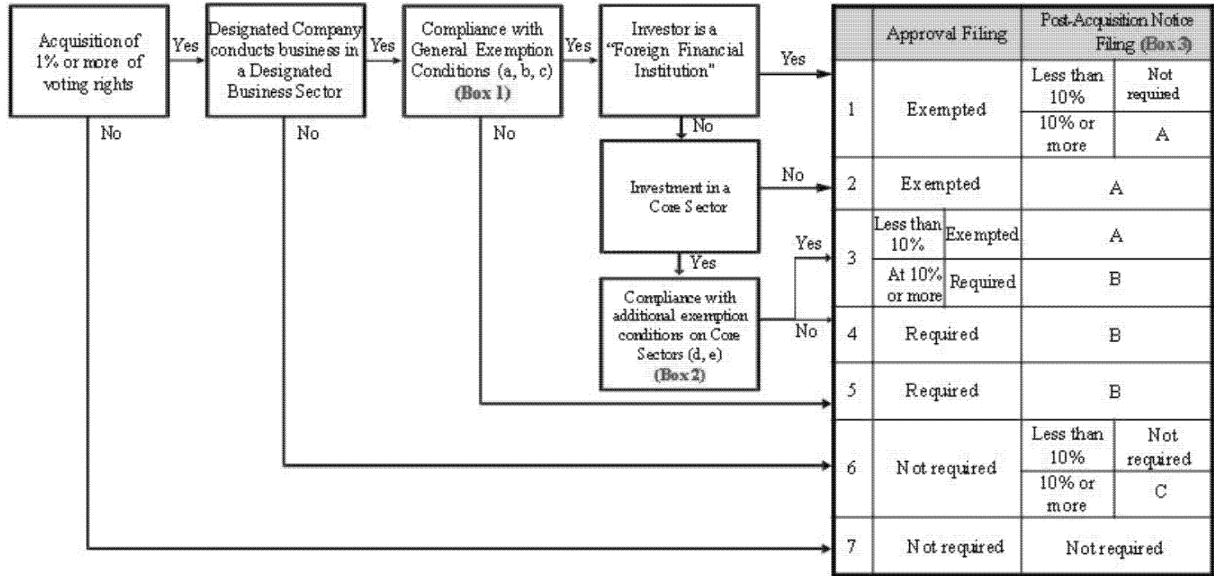 Acquisition of
1% or more of
voting rights
Yes
No
Designated Company
conducts business in
a Designated
Business Sector
Yes
No
Compliance with
General Exemption
Conditions (a, b, c)
(Box 1)
Yes
No
Investor is a
"Foreign Financial
Institution"
Yes
No
Investment in a
Core Sector
No
Yes
Compliance with
additional exemption
conditions on Core
Sectors (d, e)
(Box 2)
Yes
No
Approval Filing
Post-Acquisition Notice
Filing (Box 3)
1
Exempted
Less than
10%
Not
required
10% or
more
A
2
Exempted
A
3
Less than
10%
Exempted
A
At 10%
or more
Required
B
4
Required
B
5
Required
B
6
Not required
Less than
10%
Not
required
10% or
more
C
7
Not required
Not required